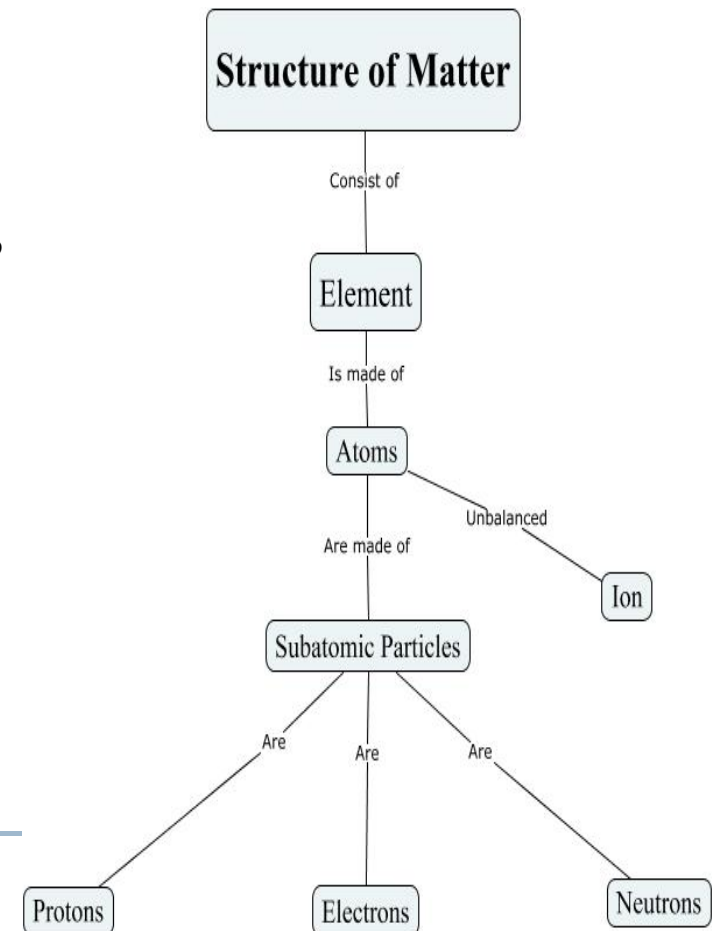 Structure of Matter
Consist of
Element
Is made of
Atoms
Unbalanced
Are made of
Ion
Subatomic Particles
Are
Are
Are
Protons
Electrons
Neutrons